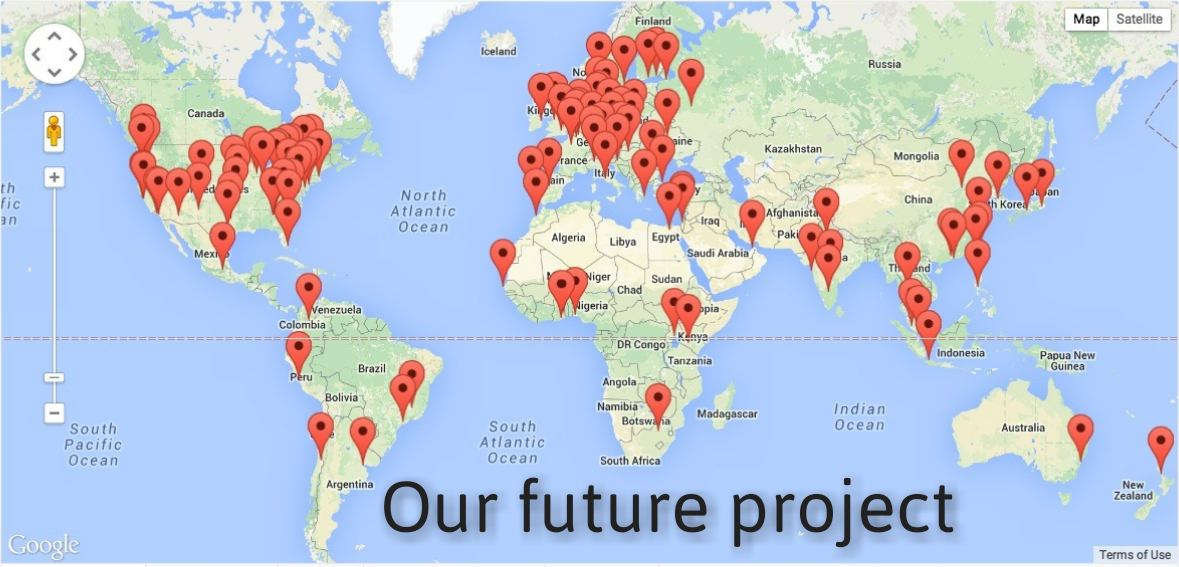 Map Satellite
Finland
Iceland
Russia
Canada
Kazakhstan
Mongolia
Italy
North
Atlantic
Ocean
China
Iraq
Algeria
Libya
Egypt
Saudi Arabia
Niger
Chad
Sudan
Nigeria
Venezuela
Colombia
DR Congo
Kenya
Tanzania
Indonesia
Papua New
Guinea
Peru
Brazil
Bolivia
Angola
Namibia
Botswana
Madagascar
Indian
Ocean
Australia
South
Pacific
Ocean
South
Atlantic
Ocean
South Africa
Argentina
New
Zealand
Our future project
Google
Terms of Use